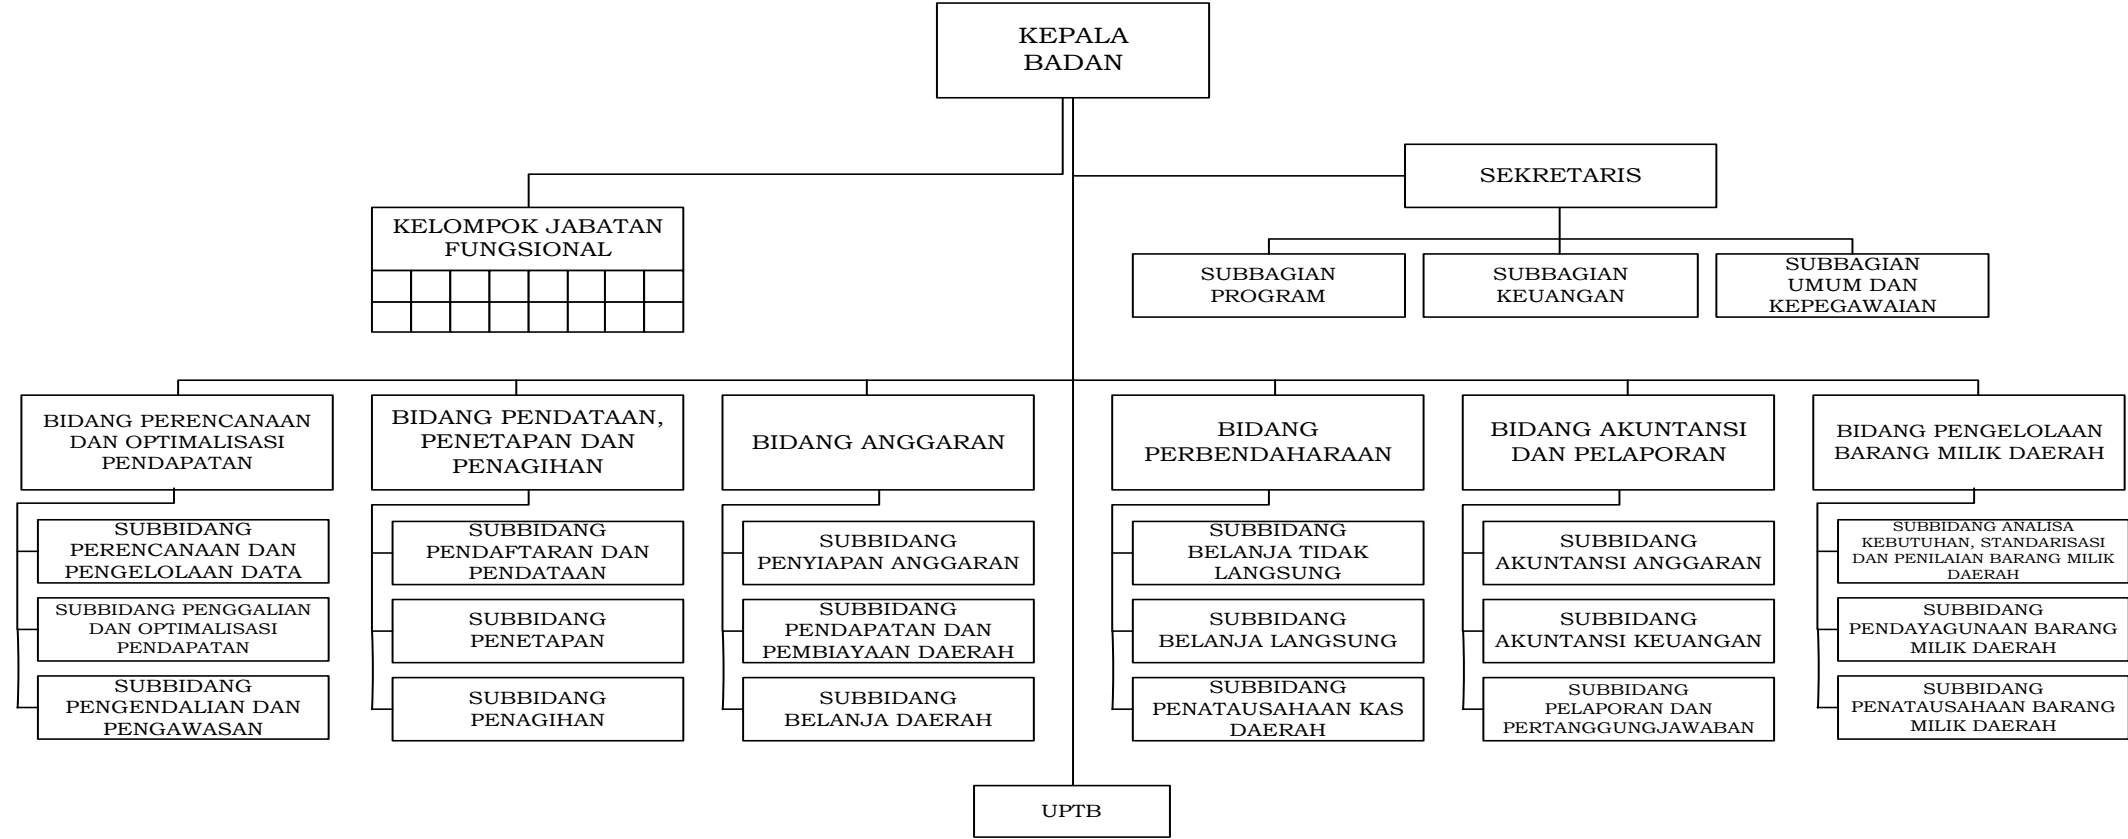 KEPALA
BADAN
SEKRETARIS
KELOMPOK JABATAN
FUNGSIONAL
SUBBAGIAN
PROGRAM
SUBBAGIAN
KEUANGAN
SUBBAGIAN
UMUM DAN
KEPEGAWAIAN
BIDANG PERENCANAAN
DAN OPTIMALISASI
PENDAPATAN
BIDANG PENDATAAN,
PENETAPAN DAN
PENAGIHAN
BIDANG ANGGARAN
BIDANG
PERBENDAHARAAN
BIDANG AKUNTANSI
DAN PELAPORAN
BIDANG PENGELOLAAN
BARANG MILIK DAERAH
SUBBIDANG
PERENCANAAN DAN
PENGELOLAAN DATA
SUBBIDANG
PENDAFTARAN DAN
PENDATAAN
SUBBIDANG
PENYIAPAN ANGGARAN
SUBBIDANG
BELANJA TIDAK
LANGSUNG
SUBBIDANG
AKUNTANSI ANGGARAN
SUBBIDANG ANALISA
KEBUTUHAN, STANDARISASI
DAN PENILAIAN BARANG MILIK
DAERAH
SUBBIDANG PENGGALIAN
DAN OPTIMALISASI
PENDAPATAN
SUBBIDANG
PENETAPAN
SUBBIDANG
PENDAPATAN DAN
PEMBIAYAAN DAERAH
SUBBIDANG
BELANJA LANGSUNG
SUBBIDANG
AKUNTANSI KEUANGAN
SUBBIDANG
PENDAYAGUNAAN BARANG
MILIK DAERAH
SUBBIDANG
PENGENDALIAN DAN
PENGAWASAN
SUBBIDANG
PENAGIHAN
SUBBIDANG
BELANJA DAERAH
SUBBIDANG
PENATAUSAHAAN KAS
DAERAH
SUBBIDANG
PELAPORAN DAN
PERTANGGUNGJAWABAN
SUBBIDANG
PENATAUSAHAAN BARANG
MILIK DAERAH
UPTB